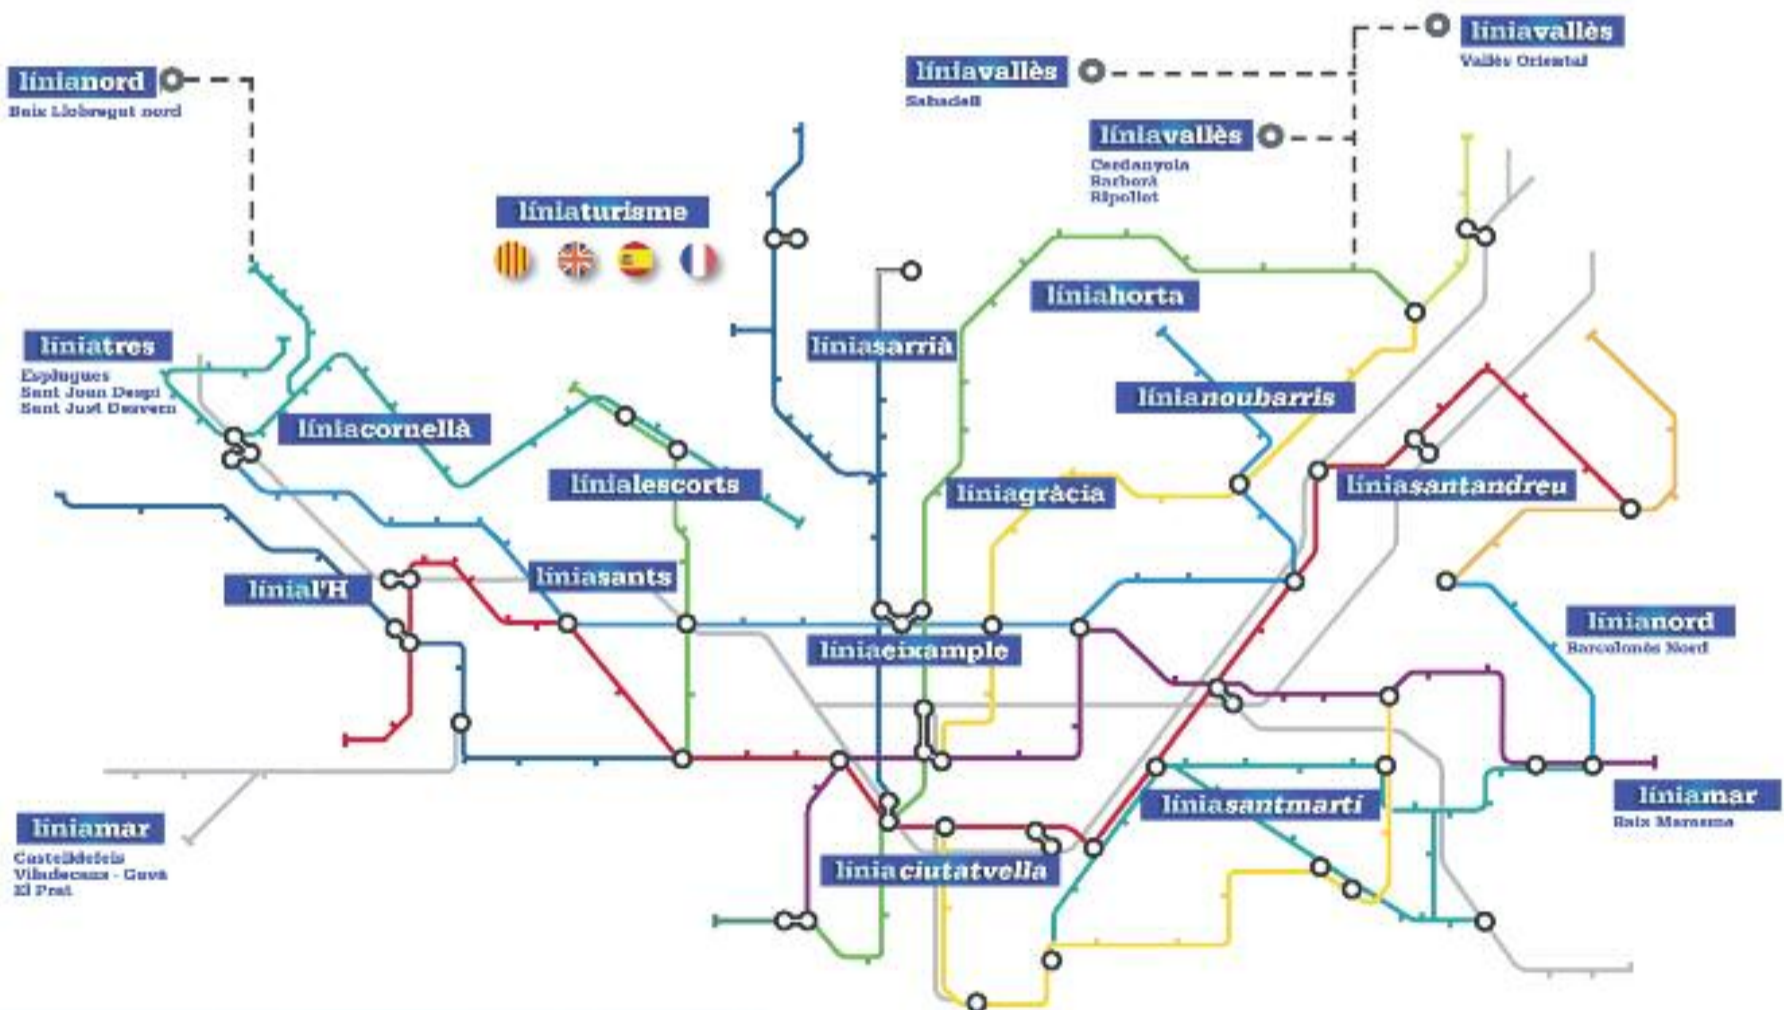 líniavallès
Vallès Oriental
líniavallès
Sabadell
línianord
Baix Llobregat nord
líniavallès
Cerdanyola
Barberà
Ripollet
líniaturisme
líniahorta
líniatres
Esplugues
Sant Joan Despí
Sant Just Desvern
líniasarrià
línianoubarris
líniacornellà
línialescorts
líniagràcia
líniasantandreu
líniasants
línial'H
línianord
Barcelonès Nord
líniaeixample
líniasantmartí
líniamar
Baix Maresme
líniamar
Castelldefels
Viladecans - Gavà
El Prat
líniaciutatvella